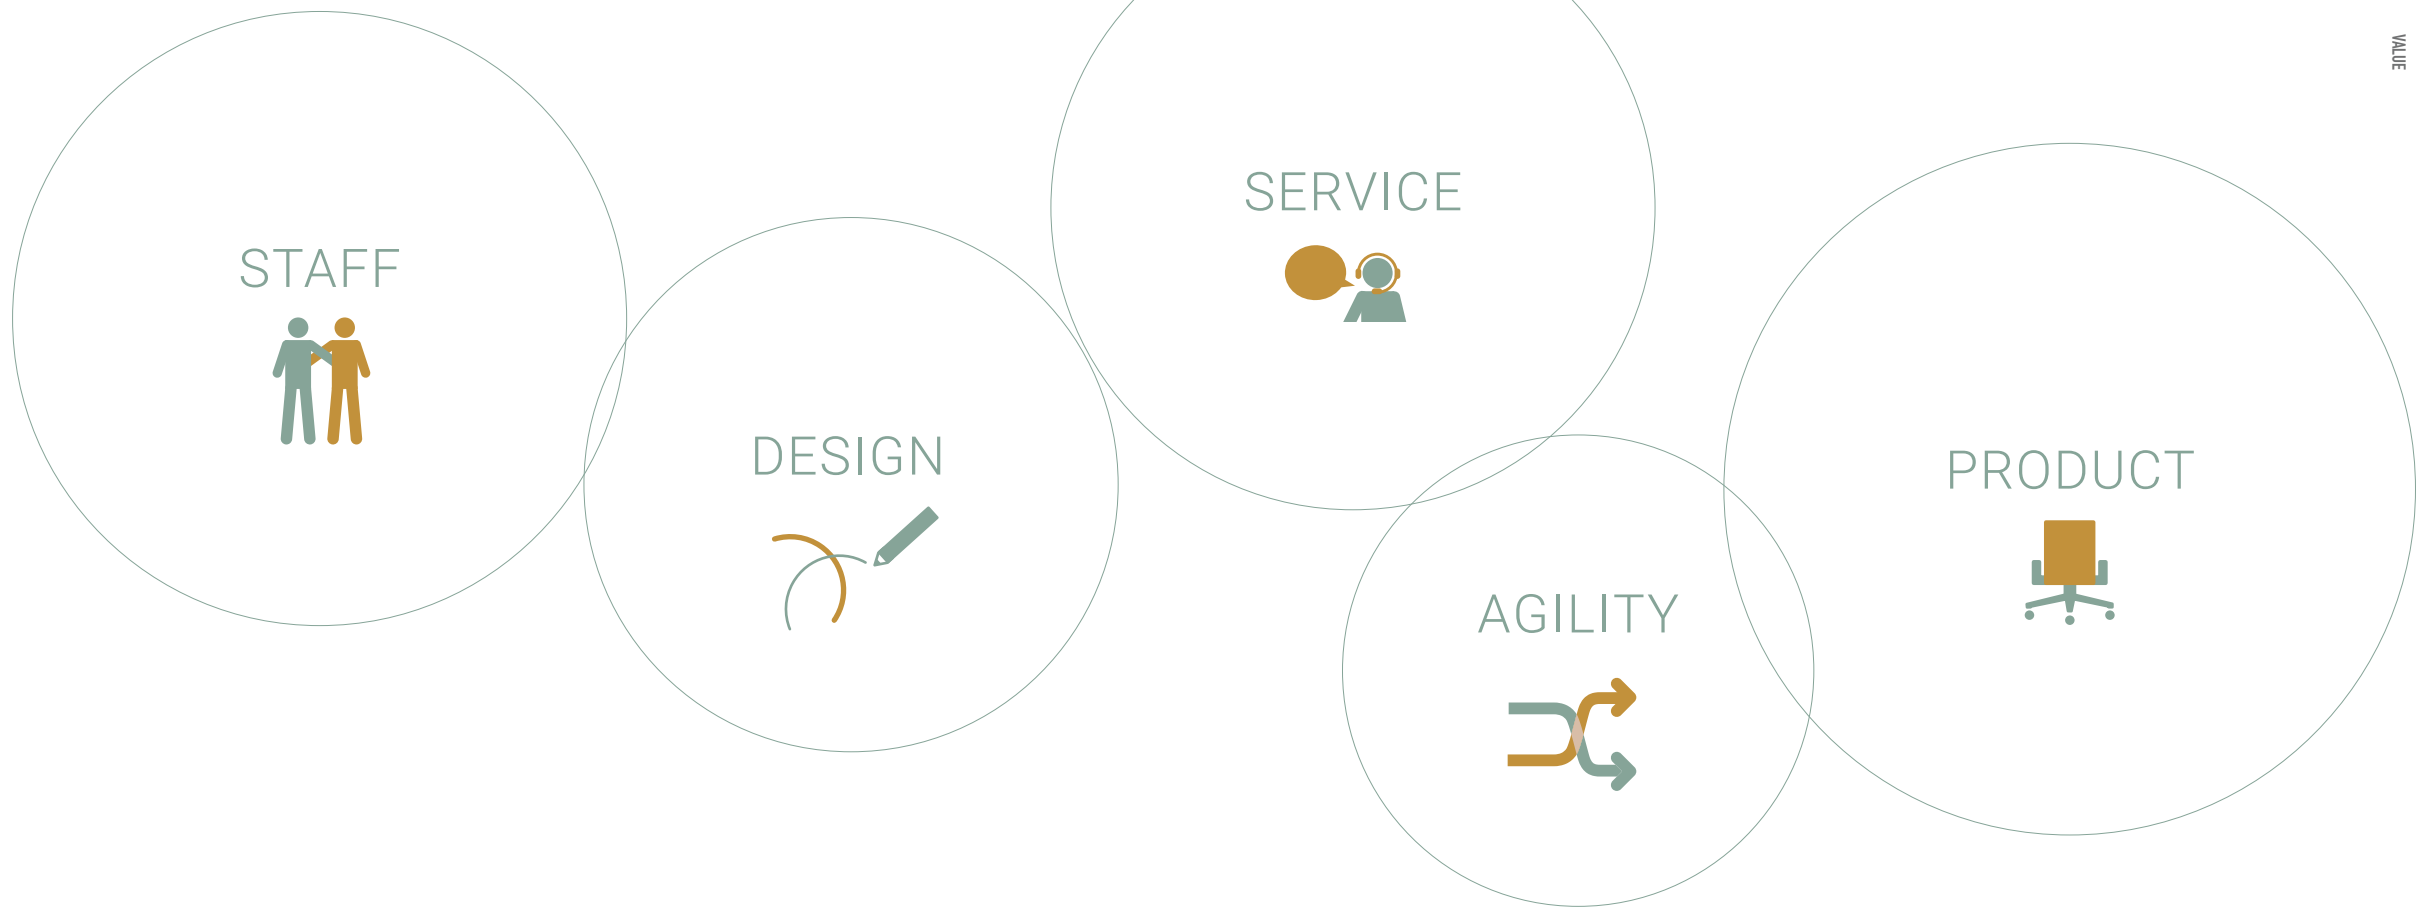 VALUE
STAFF
DESIGN
SERVICE
AGILITY
PRODUCT